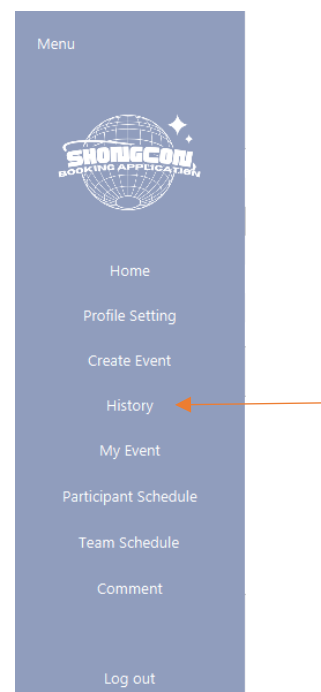 Menu
SHONGCON
BOOKING APPLICATION
Home
Profile Setting
Create Event
History
My Event
Participant Schedule
Team Schedule
Comment
Log out